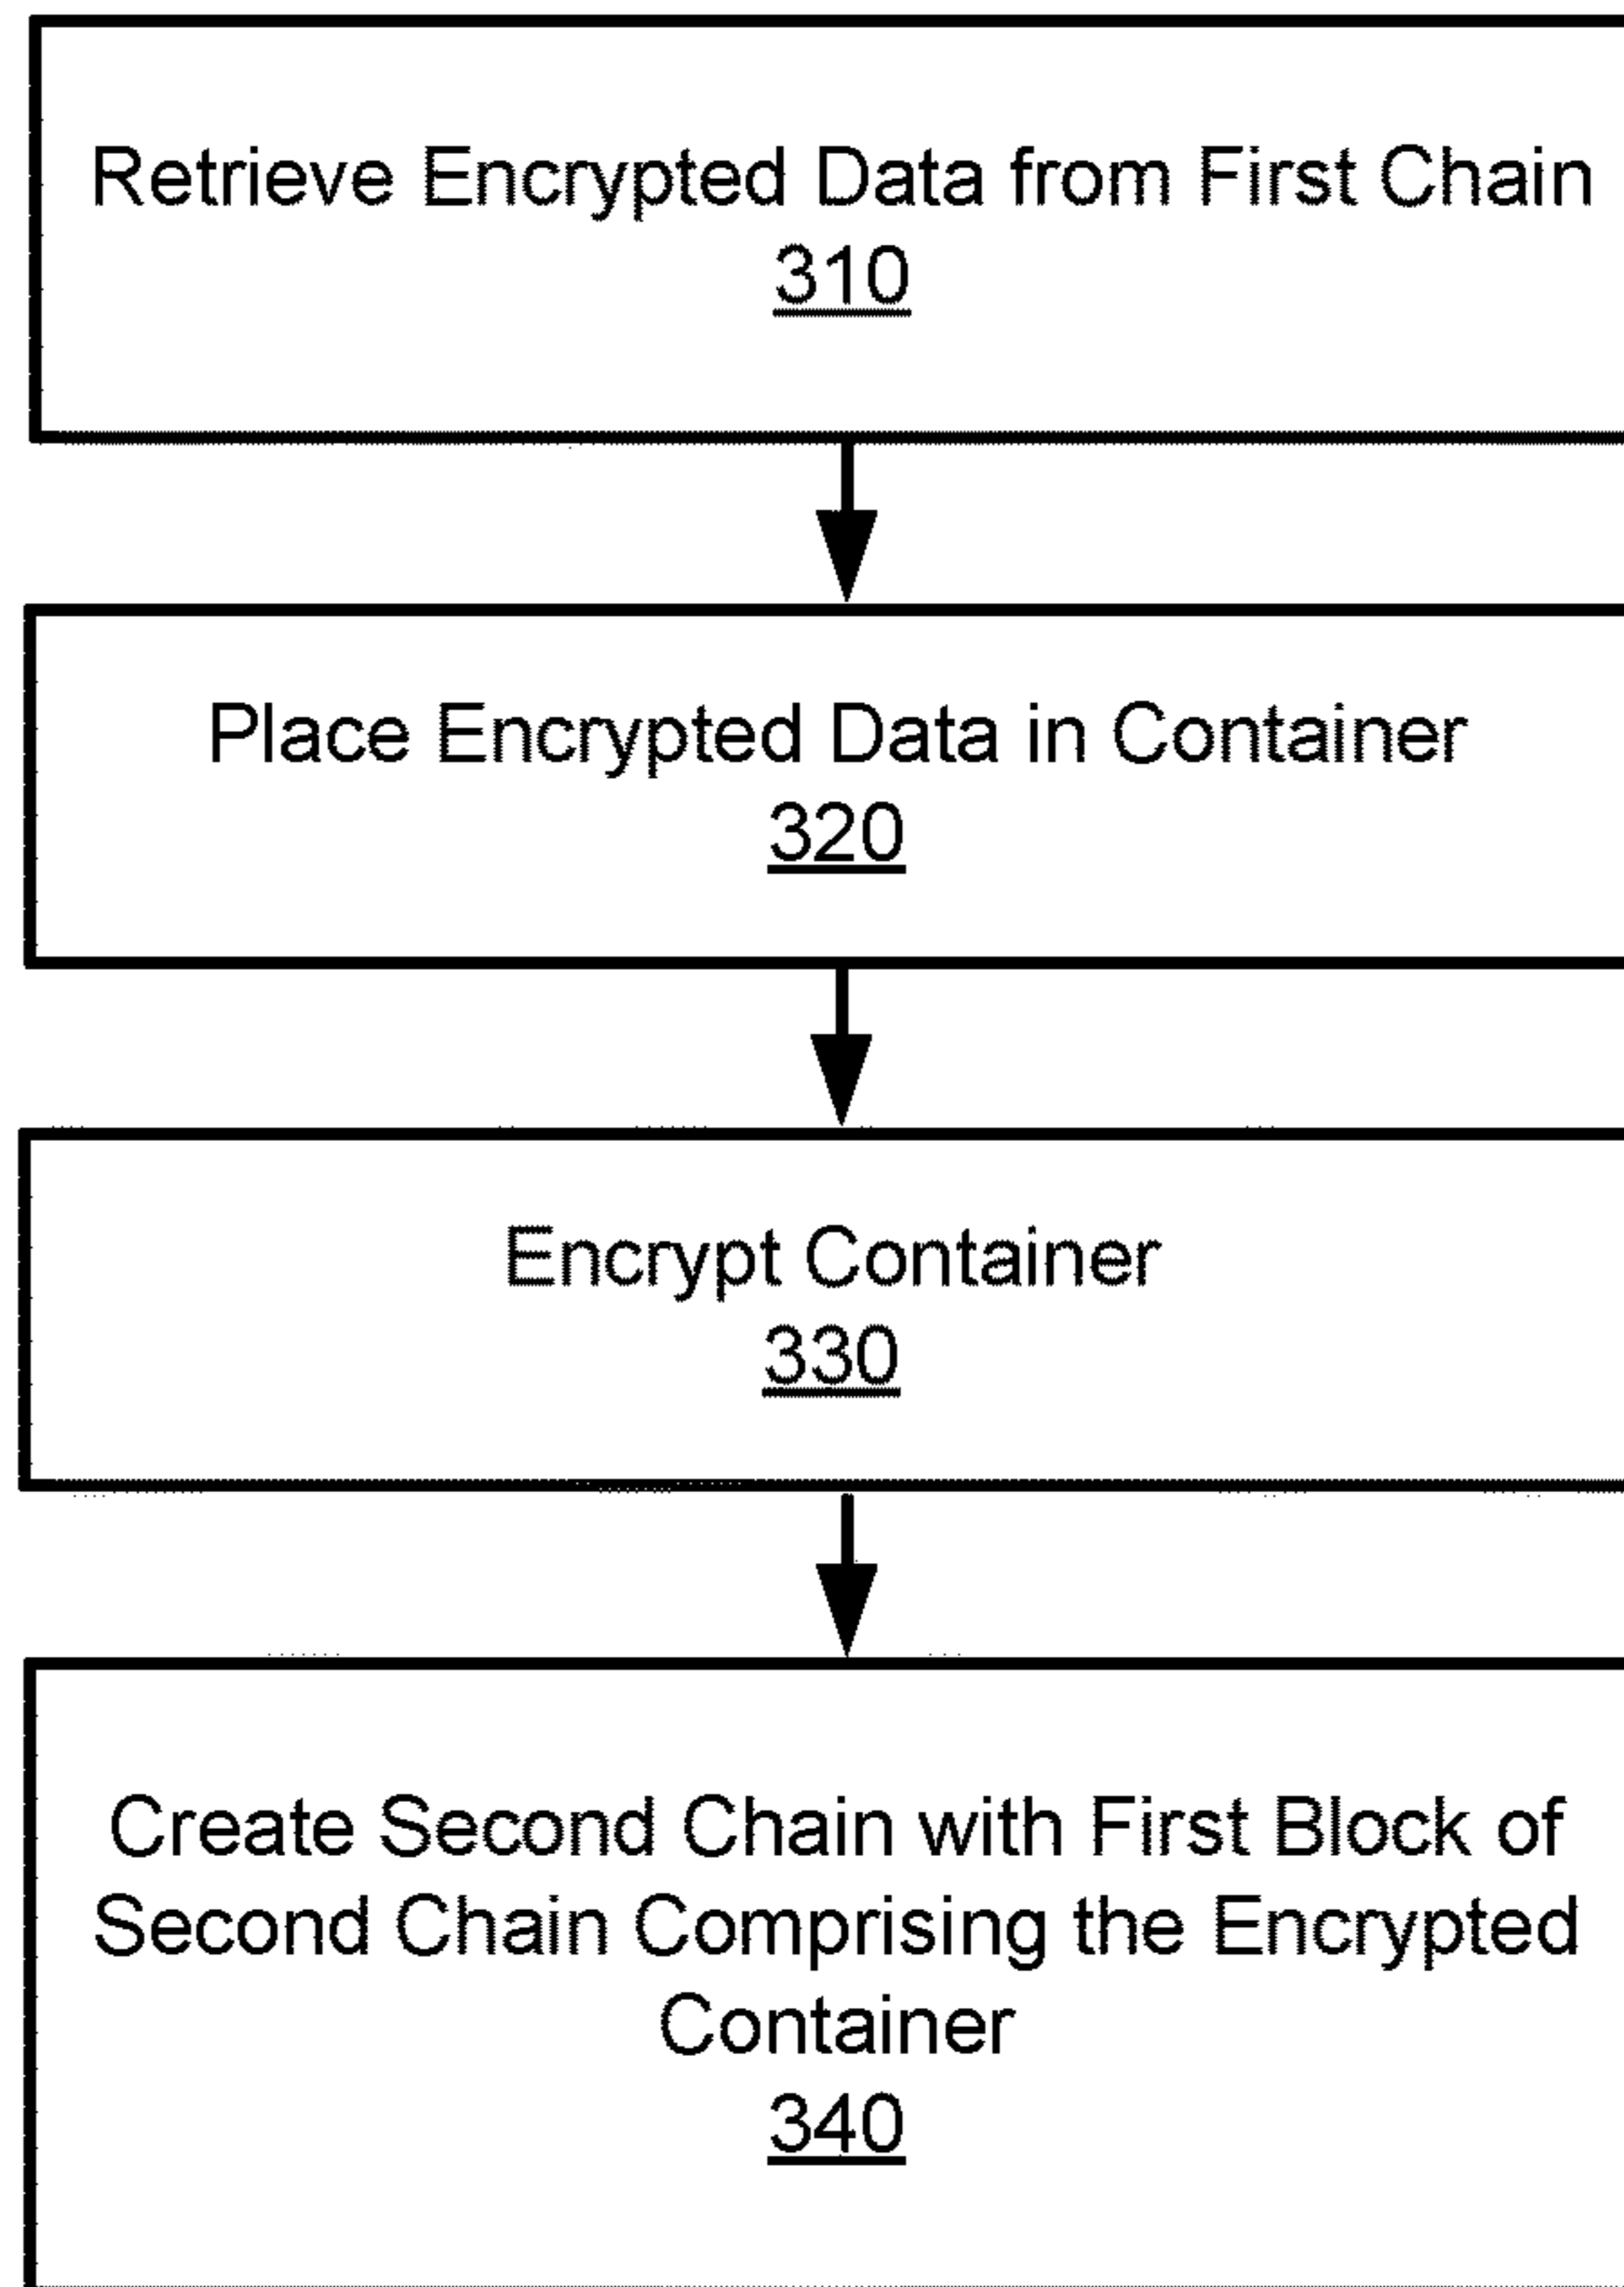 Retrieve Encrypted Data from First Chain
310
Place Encrypted Data in Container
320
Encrypt Container
330
Create Second Chain with First Block of
Second Chain Comprising the Encrypted
Container
340